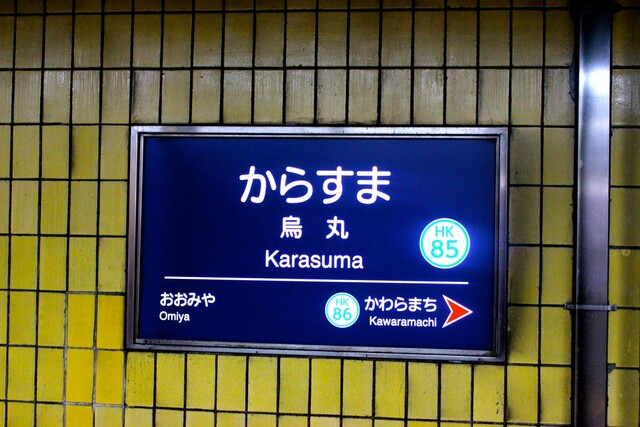 からすま
烏丸
Karasuma
HK
85
おおみや
Omiya
HK
86
かわらまち
Kawaramachi